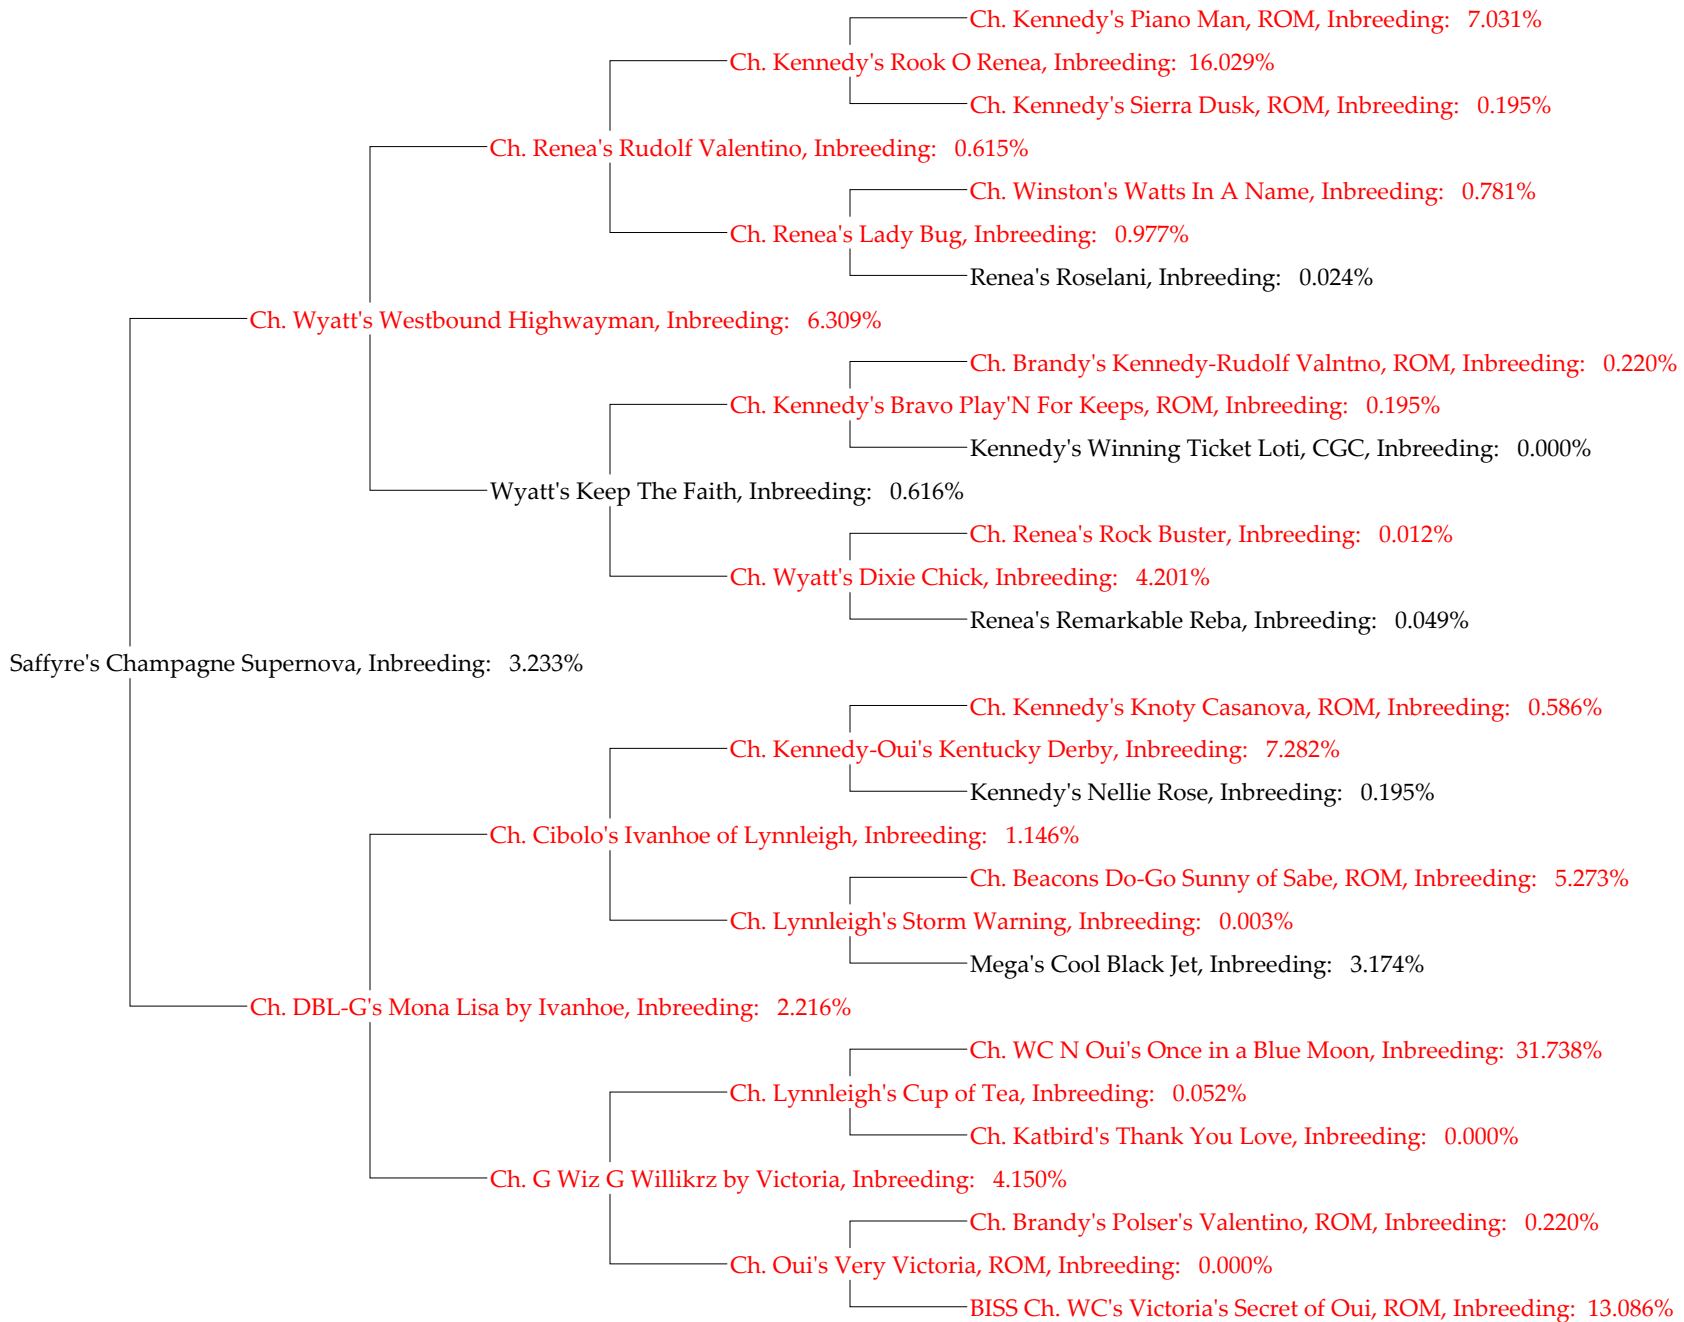 Ch. Kennedy's Piano Man, ROM, Inbreeding: 7.031%
Ch. Kennedy's Rook O Renea, Inbreeding: 16.029%
Ch. Kennedy's Sierra Dusk, ROM, Inbreeding: 0.195%
Ch. Renea's Rudolf Valentino, Inbreeding: 0.615%
Ch. Winston's Watts In A Name, Inbreeding: 0.781%
Ch. Renea's Lady Bug, Inbreeding: 0.977%
Renea's Roselani, Inbreeding: 0.024%
Ch. Wyatt's Westbound Highwayman, Inbreeding: 6.309%
Ch. Brandy's Kennedy-Rudolf Valntno, ROM, Inbreeding: 0.220%
Ch. Kennedy's Bravo Play'N For Keeps, ROM, Inbreeding: 0.195%
Kennedy's Winning Ticket Loti, CGC, Inbreeding: 0.000%
Wyatt's Keep The Faith, Inbreeding: 0.616%
Ch. Renea's Rock Buster, Inbreeding: 0.012%
Ch. Wyatt's Dixie Chick, Inbreeding: 4.201%
Renea's Remarkable Reba, Inbreeding: 0.049%
Saffyre's Champagne Supernova, Inbreeding: 3.233%
Ch. Kennedy's Knoty Casanova, ROM, Inbreeding: 0.586%
Ch. Kennedy-Oui's Kentucky Derby, Inbreeding: 7.282%
Kennedy's Nellie Rose, Inbreeding: 0.195%
Ch. Cibolo's Ivanhoe of Lynnleigh, Inbreeding: 1.146%
Ch. Beacons Do-Go Sunny of Sabe, ROM, Inbreeding: 5.273%
Ch. Lynnleigh's Storm Warning, Inbreeding: 0.003%
Mega's Cool Black Jet, Inbreeding: 3.174%
Ch. DBL-G's Mona Lisa by Ivanhoe, Inbreeding: 2.216%
Ch. WC N Oui's Once in a Blue Moon, Inbreeding: 31.738%
Ch. Lynnleigh's Cup of Tea, Inbreeding: 0.052%
Ch. Katbird's Thank You Love, Inbreeding: 0.000%
Ch. G Wiz G Willikrz by Victoria, Inbreeding: 4.150%
Ch. Brandy's Polser's Valentino, ROM, Inbreeding: 0.220%
Ch. Oui's Very Victoria, ROM, Inbreeding: 0.000%
BISS Ch. WC's Victoria's Secret of Oui, ROM, Inbreeding: 13.086%